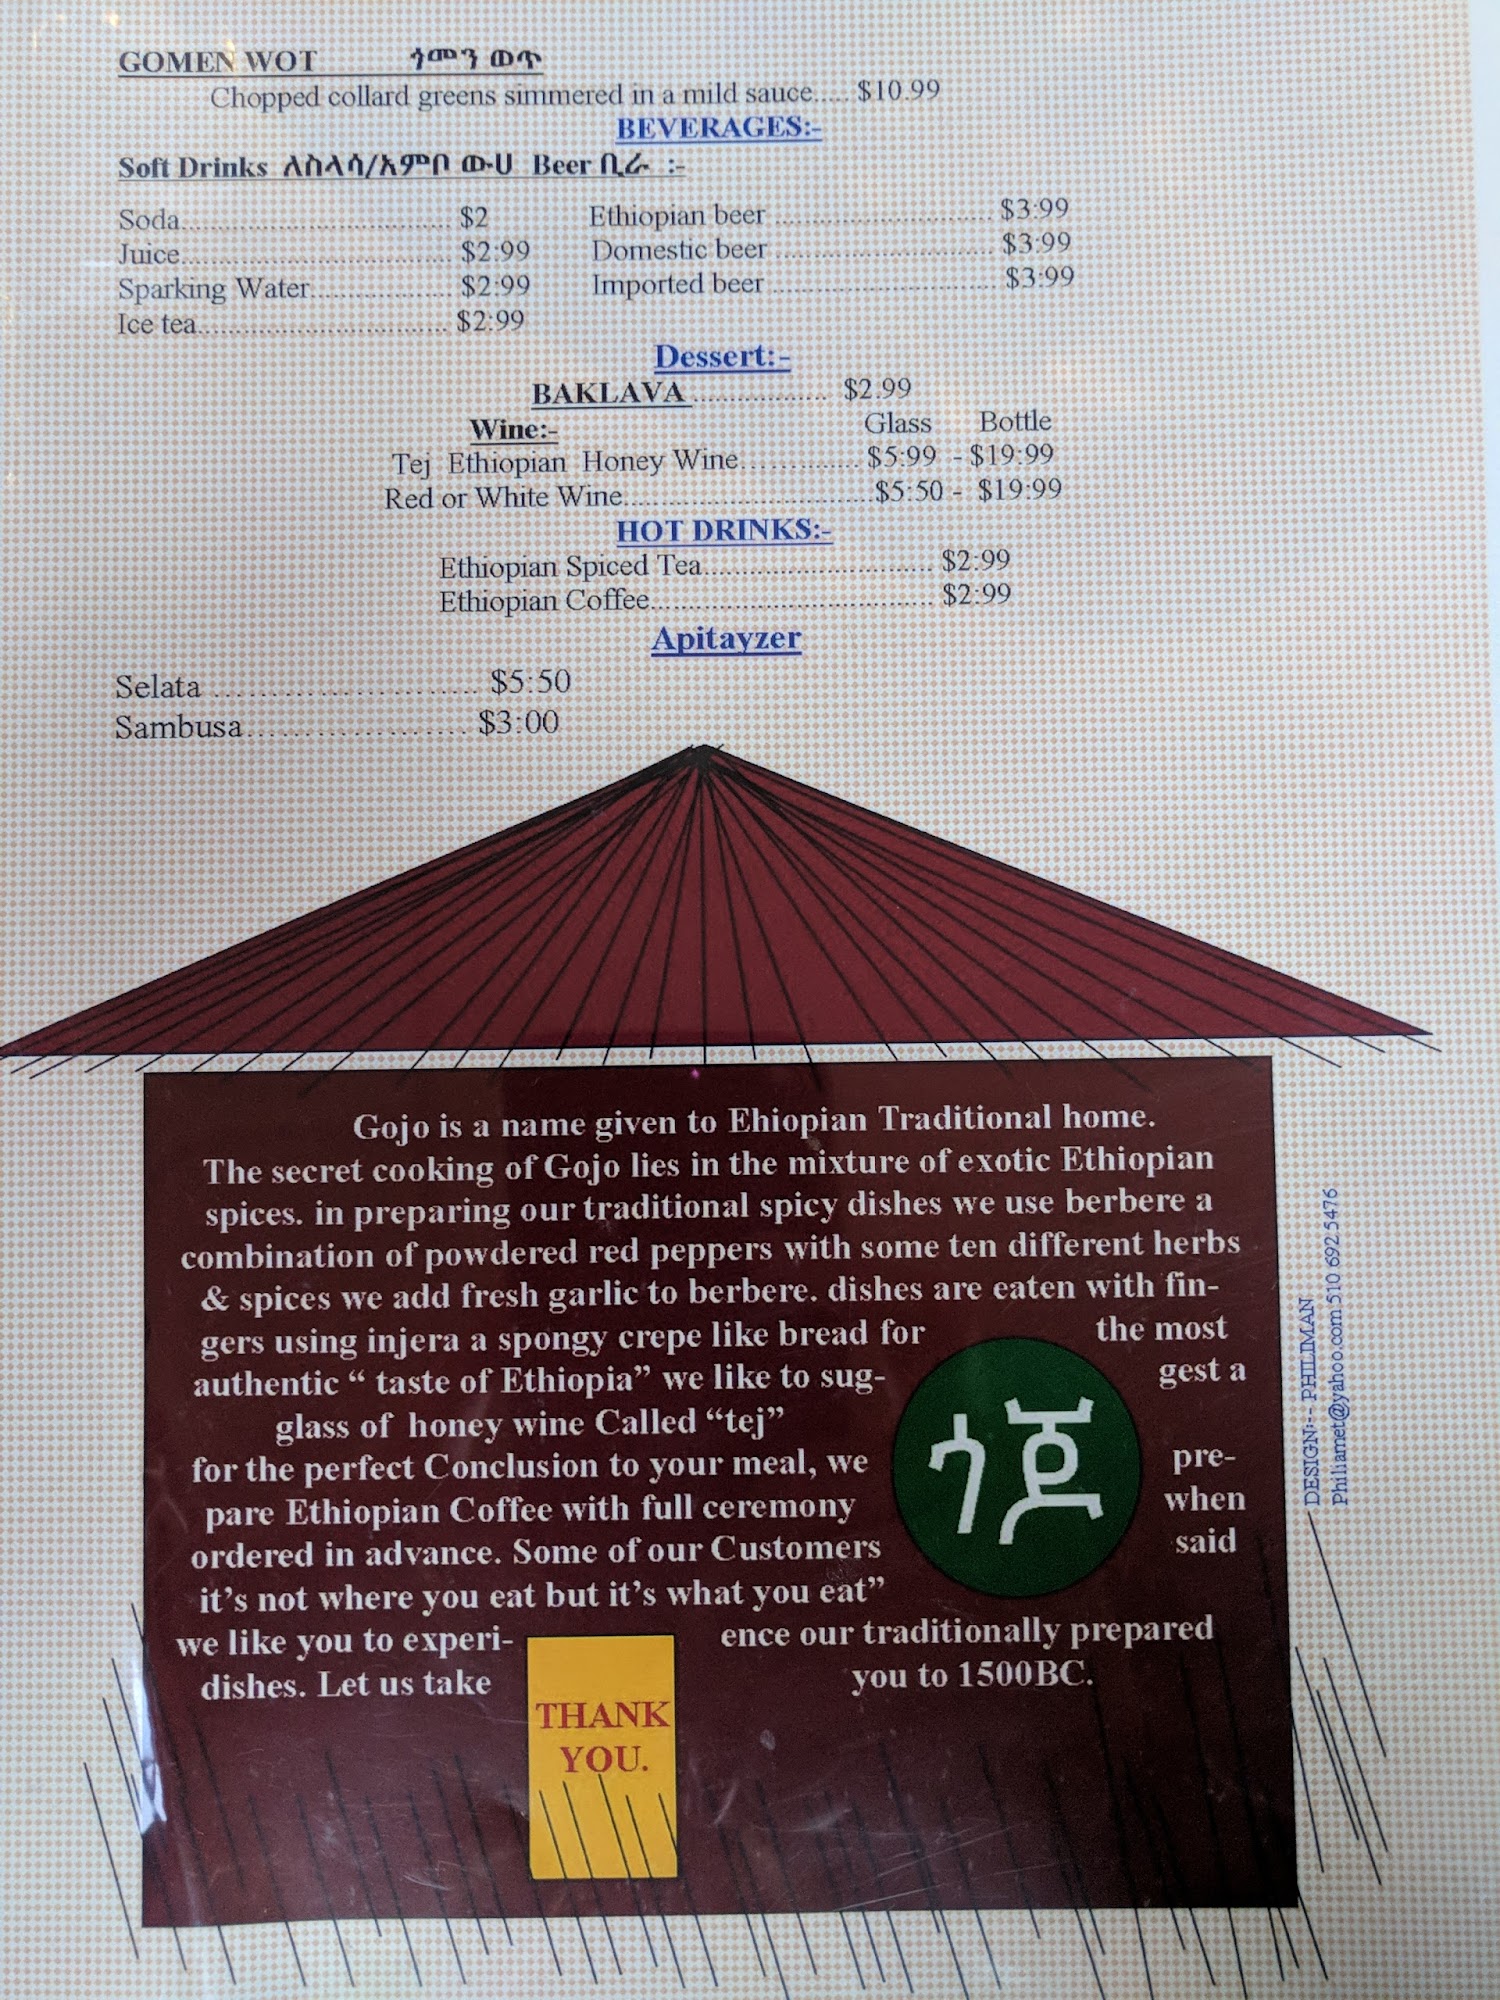 GOMEN WOT ጎመን ወጥ
Chopped collard greens simmered in a mild sauce..... $10.99
BEVERAGES:-
Soft Drinks ለስላሳ/አምቦ ውሀ Beer ቢራ :-
Soda.................................. $2 Ethiopian beer ............................. $3:99
Juice.................................. $2:99 Domestic beer ............................. $3:99
Sparking Water.................. $2:99 Imported beer .............................. $3:99
Ice tea................................ $2:99
Dessert:-
BAKLAVA ................. $2.99
Wine:- Glass Bottle
Tej Ethiopian Honey Wine............. $5:99 - $19:99
Red or White Wine.................................$5:50 - $19:99
HOT DRINKS:-
Ethiopian Spiced Tea.............................. $2:99
Ethiopian Coffee..................................... $2:99
Apitayzer
Selata ........................ $5:50
Sambusa................... $3:00
Gojo is a name given to Ehiopian Traditional home.
The secret cooking of Gojo lies in the mixture of exotic Ethiopian
spices. in preparing our traditional spicy dishes we use berbere a
combination of powdered red peppers with some ten different herbs
& spices we add fresh garlic to berbere. dishes are eaten with fin-
gers using injera a spongy crepe like bread for the most
authentic “ taste of Ethiopia” we like to sug- gest a
glass of honey wine Called “tej”
for the perfect Conclusion to your meal, we pre-
pare Ethiopian Coffee with full ceremony when
ordered in advance. Some of our Customers said
it’s not where you eat but it’s what you eat”
we like you to experi- ence our traditionally prepared
dishes. Let us take you to 1500BC.
ጎጆ
THANK
YOU.
DESIGN:-- PHILIMAN
Philiamet@yahoo.com 510 692 5476